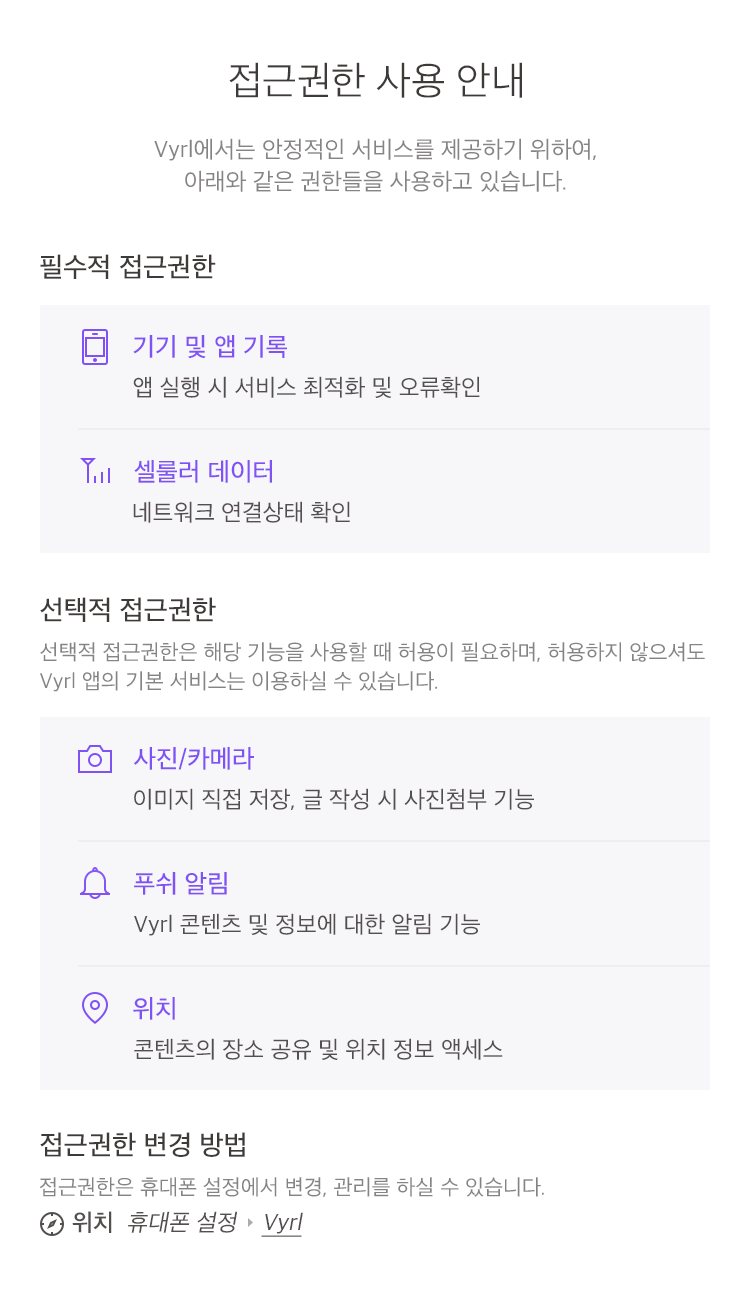 접근권한 사용 안내
Vyrl에서는 안정적인 서비스를 제공하기 위하여,
아래와 같은 권한들을 사용하고 있습니다.
필수적 접근권한
기기 및 앱 기록
앱 실행 시 서비스 최적화 및 오류확인
셀룰러 데이터
네트워크 연결상태 확인
선택적 접근권한
선택적 접근권한은 해당 기능을 사용할 때 허용이 필요하며, 허용하지 않으셔도
Vyrl 앱의 기본 서비스는 이용하실 수 있습니다.
사진/카메라
이미지 직접 저장, 글 작성 시 사진첨부 기능
푸쉬 알림
Vyrl 콘텐츠 및 정보에 대한 알림 기능
위치
콘텐츠의 장소 공유 및 위치 정보 액세스
접근권한 변경 방법
접근권한은 휴대폰 설정에서 변경, 관리를 하실 수 있습니다.
위치 휴대폰 설정 ▸ Vyrl